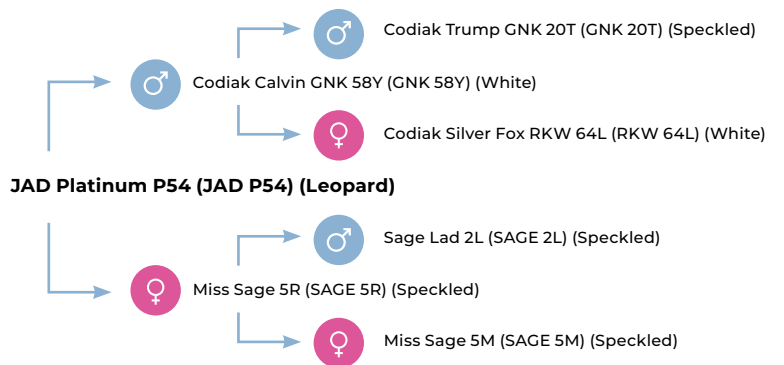 Codiak Trump GNK 20T (GNK 20T) (Speckled)
Codiak Calvin GNK 58Y (GNK 58Y) (White)
Codiak Silver Fox RKW 64L (RKW 64L) (White)
JAD Platinum P54 (JAD P54) (Leopard)
Sage Lad 2L (SAGE 2L) (Speckled)
Miss Sage 5R (SAGE 5R) (Speckled)
Miss Sage 5M (SAGE 5M) (Speckled)